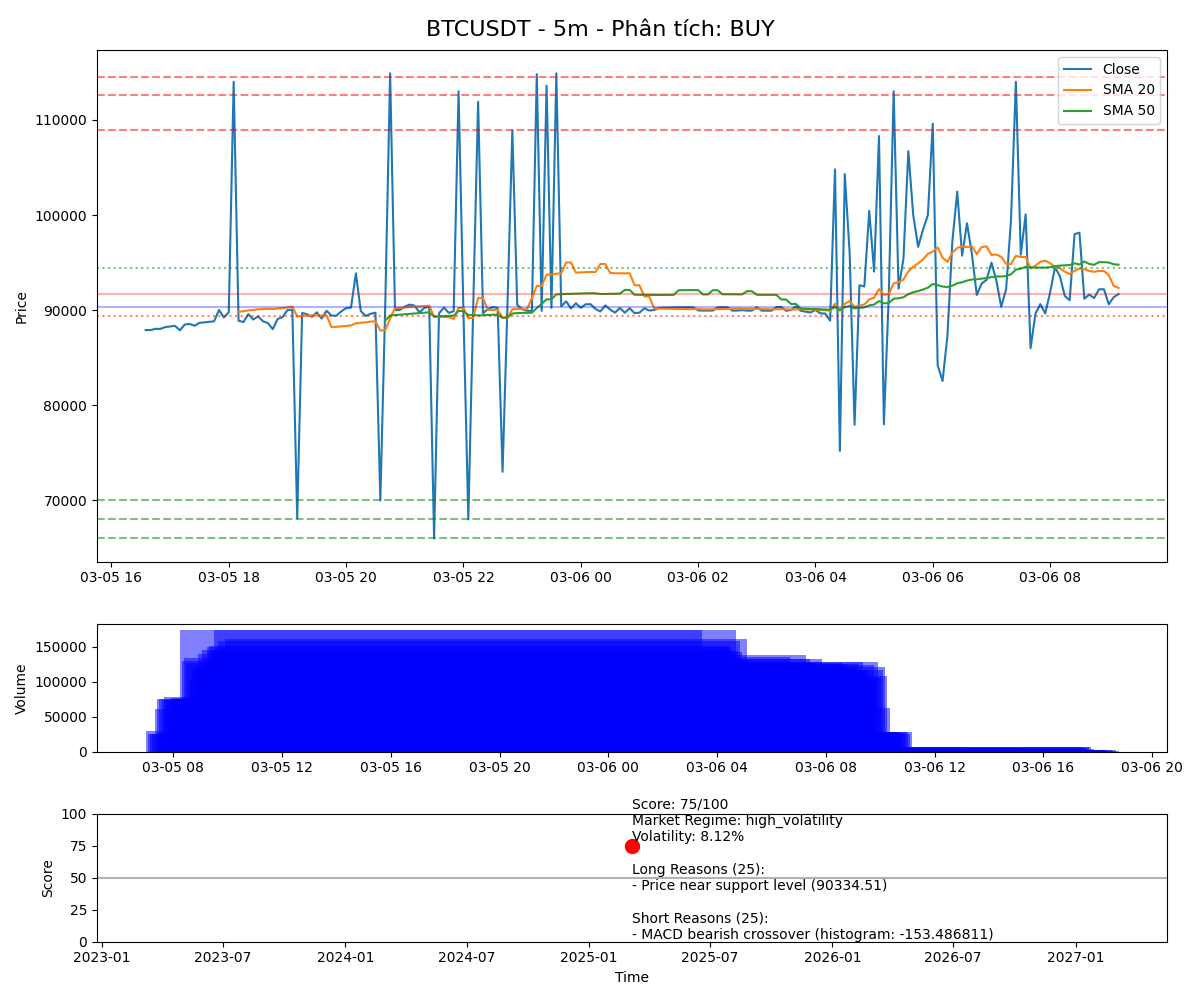 BTCUSDT - 5m - Phân tích: BUY
Close
SMA 20
SMA 50
Price
110000
100000
90000
80000
70000
03-05 16 03-05 18 03-05 20 03-05 22 03-06 00 03-06 02 03-06 04 03-06 06 03-06 08
Volume
150000
100000
50000
0
03-05 08 03-05 12 03-05 16 03-05 20 03-06 00 03-06 04 03-06 08 03-06 12 03-06 16 03-06 20
Score: 75/100
Market Regime: high_volatility
Volatility: 8.12%
Long Reasons (25):
- Price near support level (90334.51)
Short Reasons (25):
- MACD bearish crossover (histogram: -153.486811)
Score
100
75
50
25
0
2023-01 2023-07 2024-01 2024-07 2025-01 2025-07 2026-01 2026-07 2027-01
Time